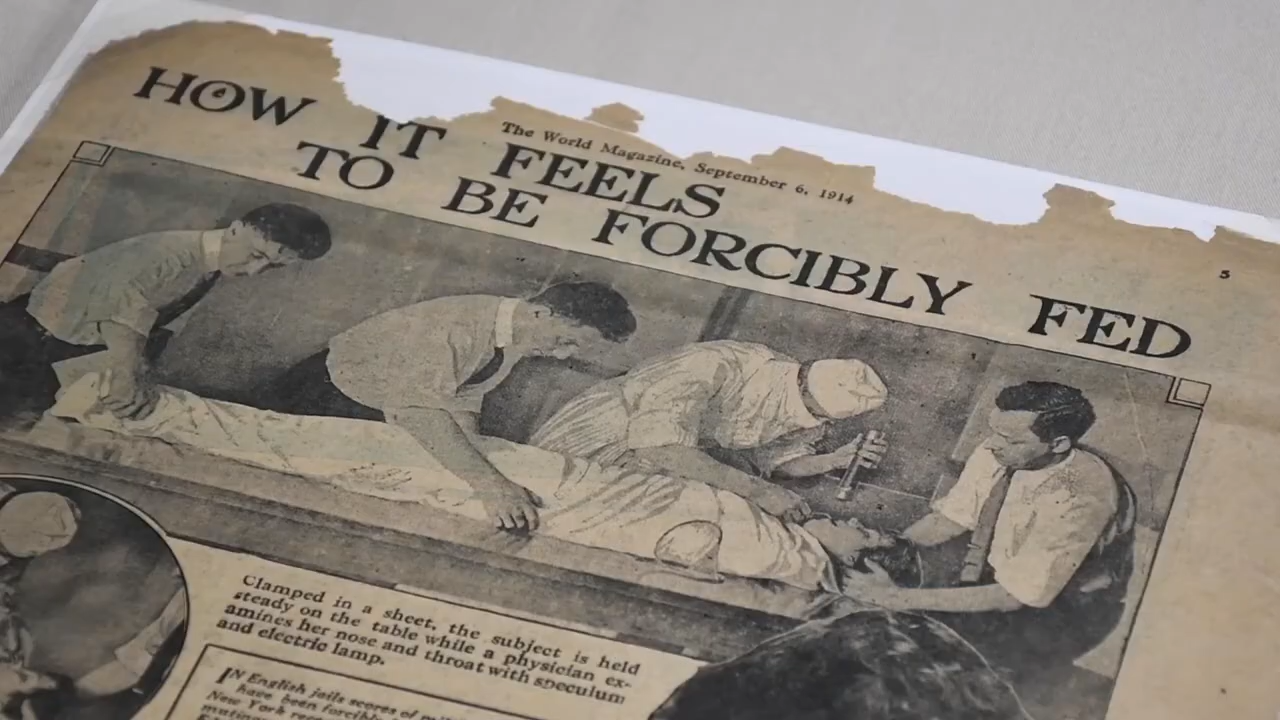 The World Magazine, September 6, 1914
5
HOW IT FEELS
TO BE FORCIBLY FED
Clamped in a sheet, the subject is held
steady on the table while a physician ex-
amines her nose and throat with speculum
and electric lamp.
IN English jails scores of
have been forcibl
New York